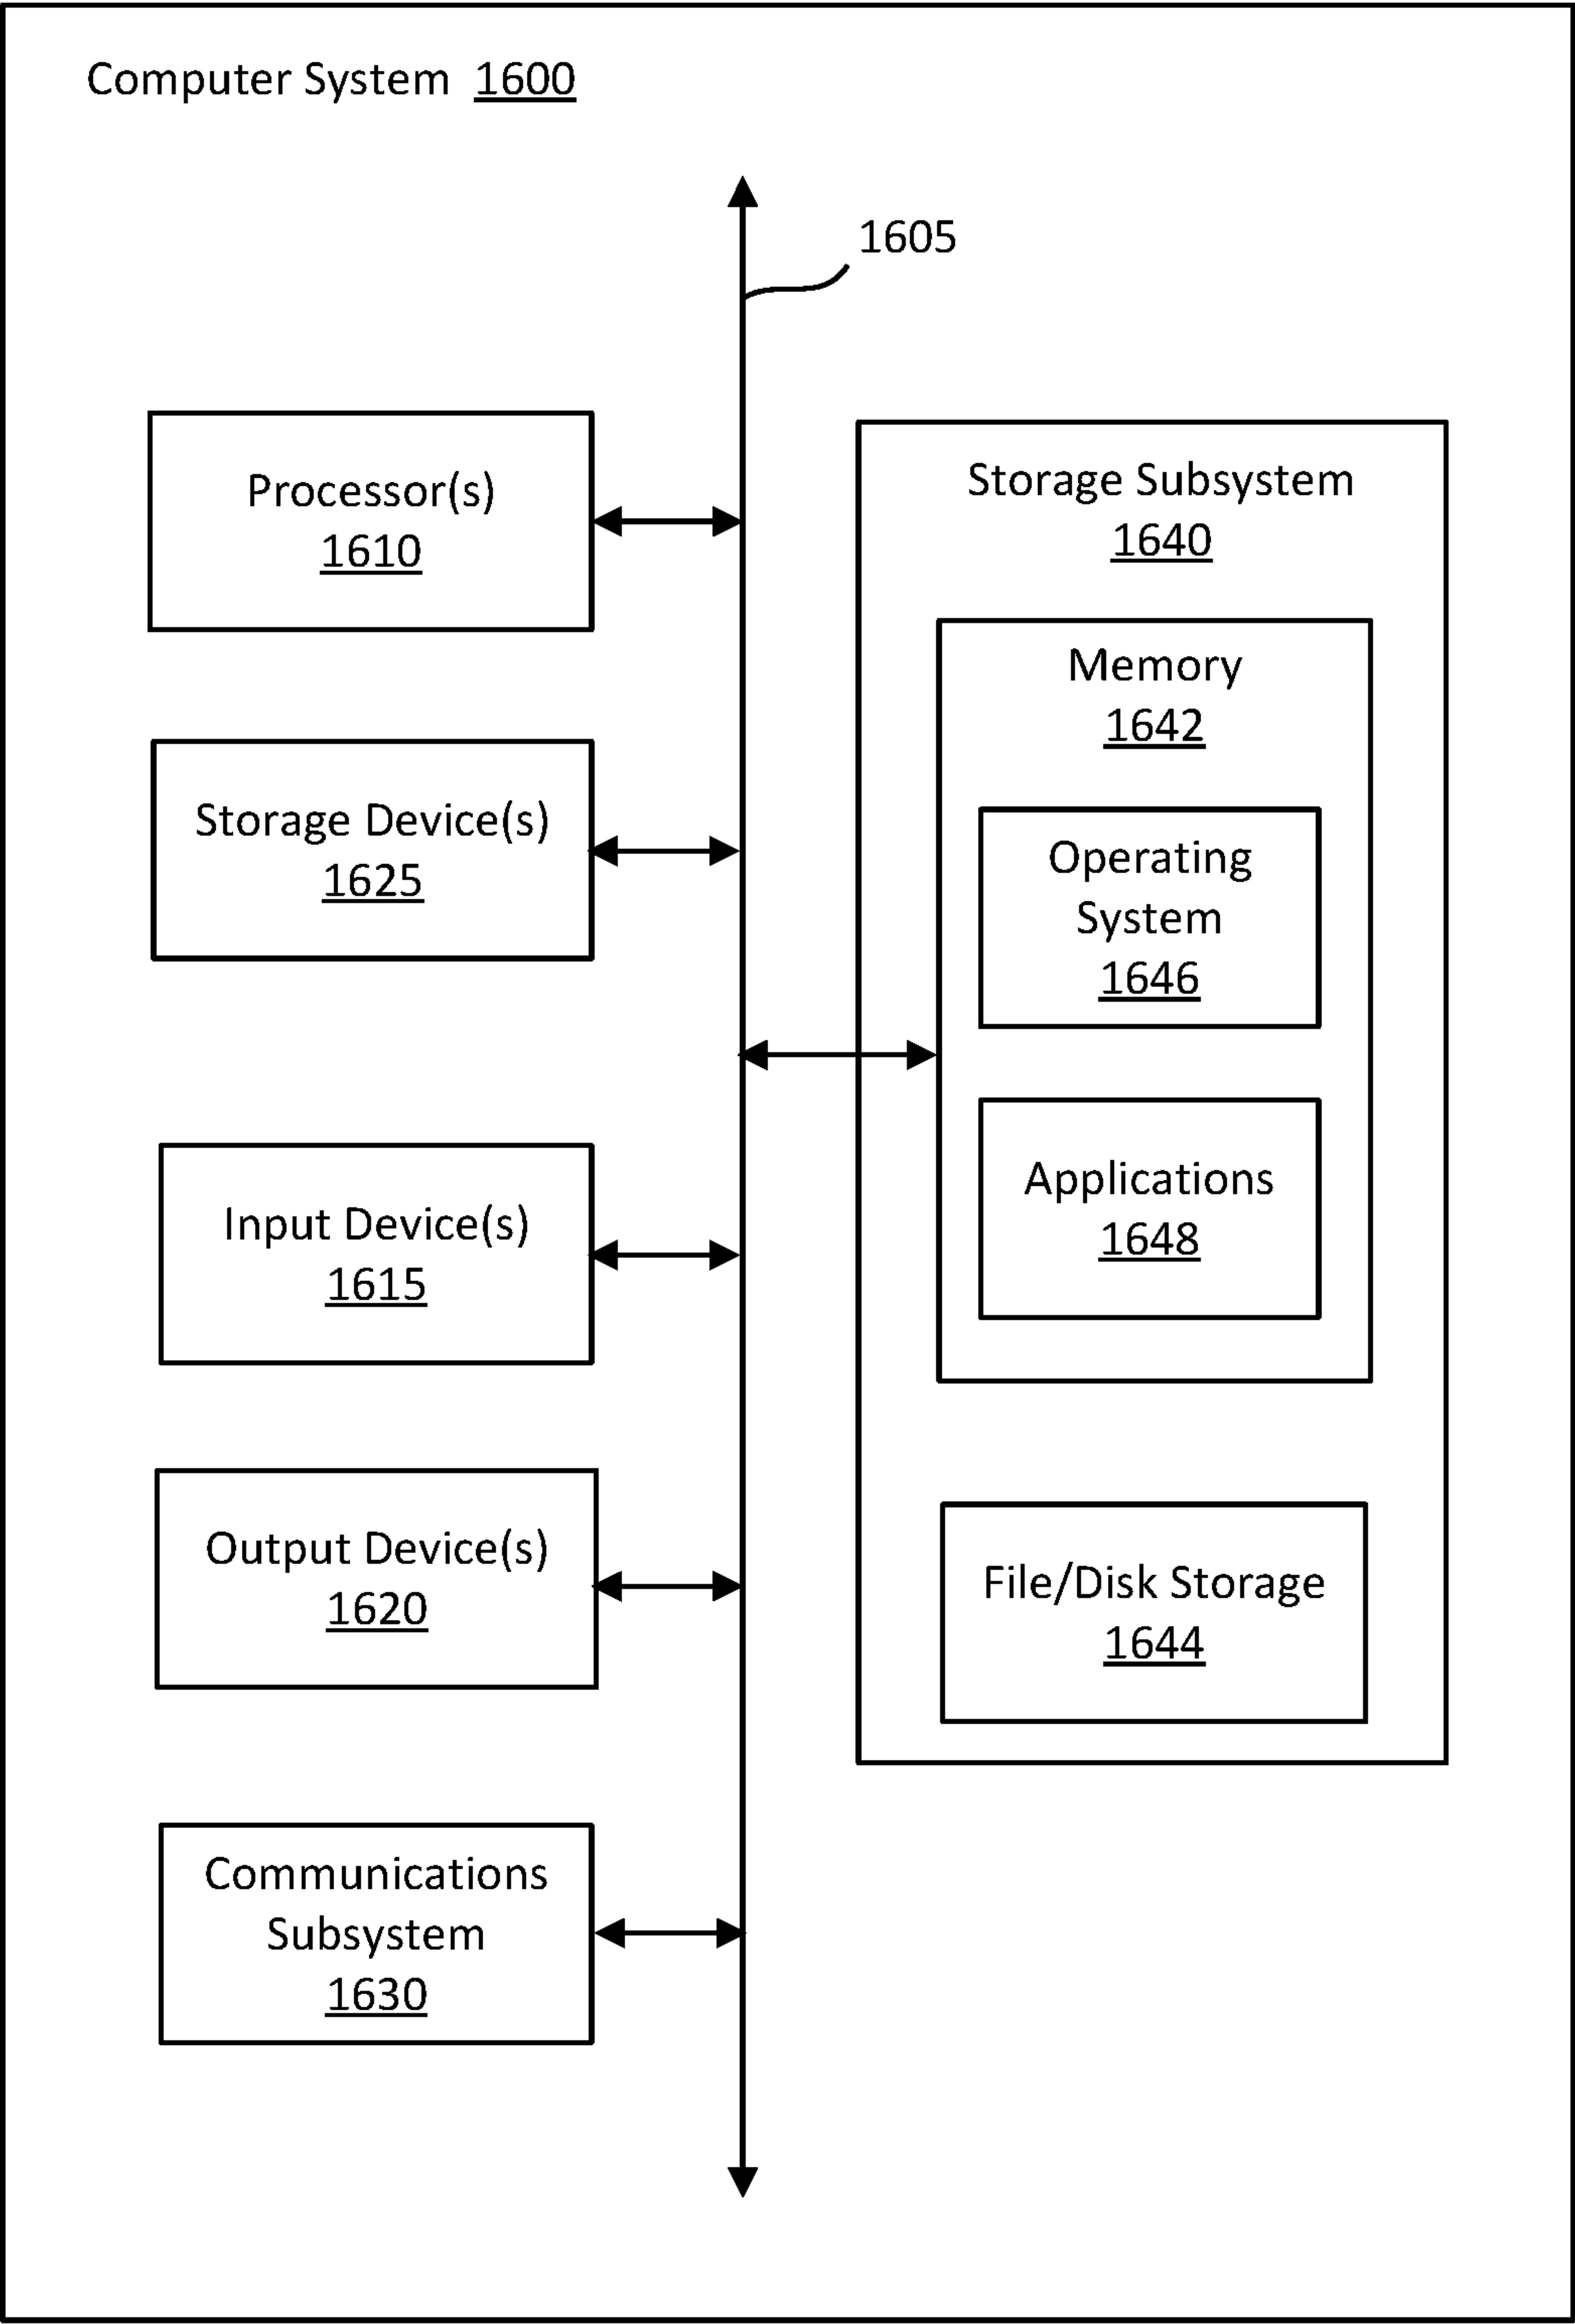 Computer System 1600
1605
Processor(s)
1610
Storage Device(s)
1625
Input Device(s)
1615
Output Device(s)
1620
Communications
Subsystem
1630
Storage Subsystem
1640
Memory
1642
Operating
System
1646
Applications
1648
File/Disk Storage
1644